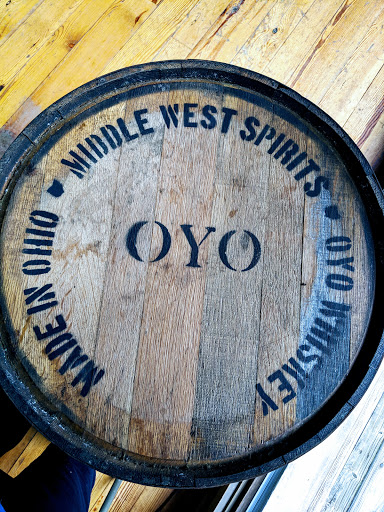 MIDDLE WEST SPIRITS
OYO WHISKEY
MADE IN OHIO
OYO